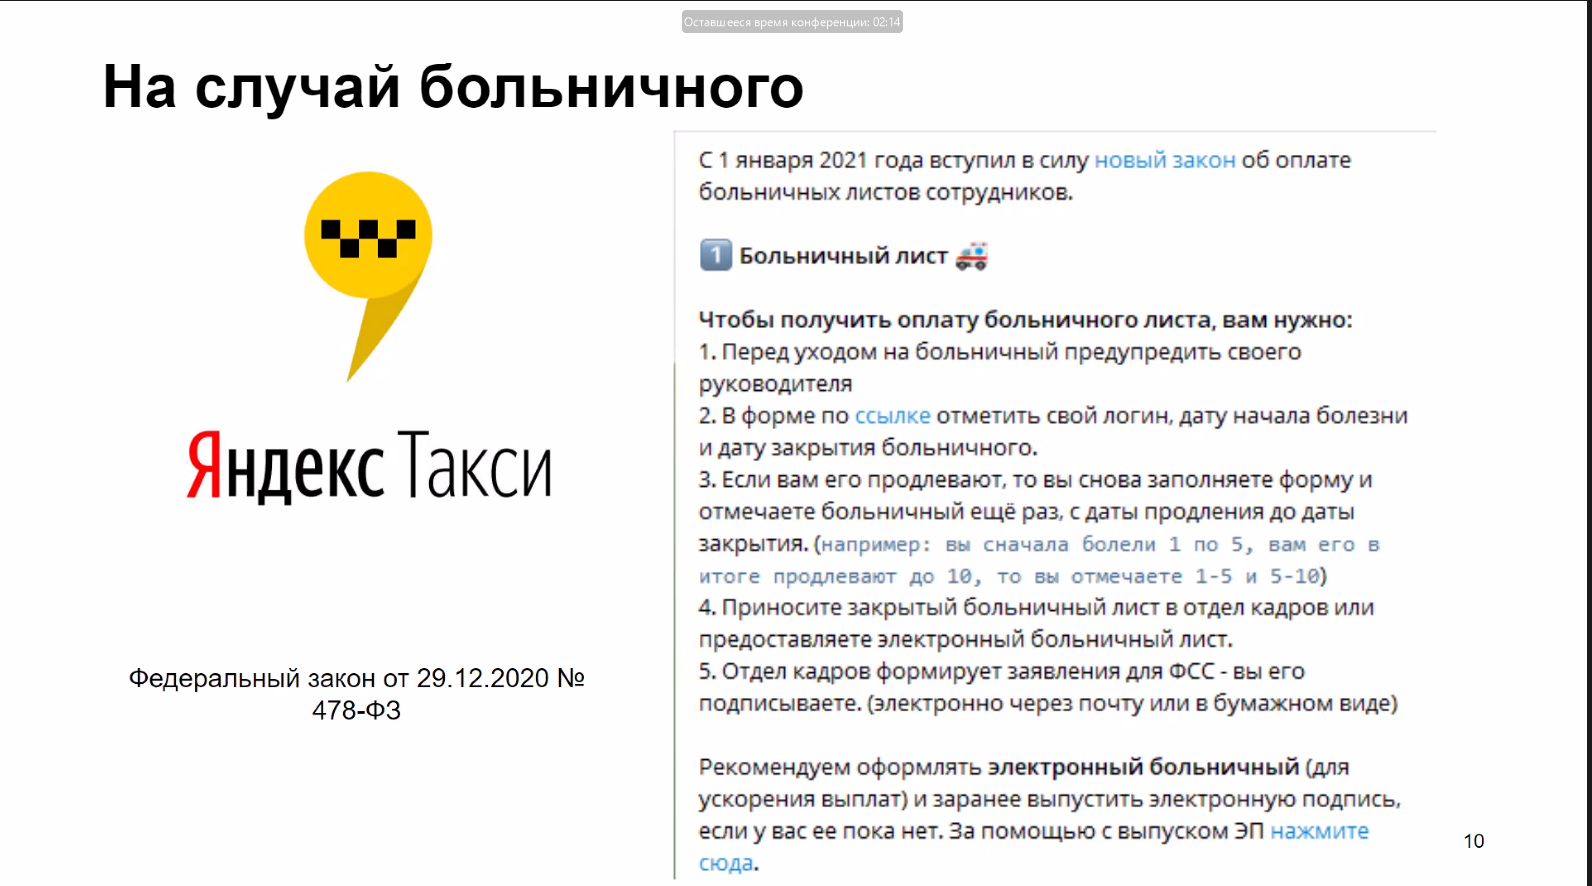 Оставшееся время конференции: 02:14
На случай больничного
С 1 января 2021 года вступил в силу новый закон об оплате
больничных листов сотрудников.
1 Больничный лист
Чтобы получить оплату больничного листа, вам нужно:
1. Перед уходом на больничный предупредить своего
руководителя
2. В форме по ссылке отметить свой логин, дату начала болезни
и дату закрытия больничного.
3. Если вам его продлевают, то вы снова заполняете форму и
отмечаете больничный ещё раз, с даты продления до даты
закрытия. (например: вы сначала болели 1 по 5, вам его в
итоге продлевают до 10, то вы отмечаете 1-5 и 5-10)
4. Приносите закрытый больничный лист в отдел кадров или
предоставляете электронный больничный лист.
5. Отдел кадров формирует заявления для ФСС - вы его
подписываете. (электронно через почту или в бумажном виде)
Рекомендуем оформлять электронный больничный (для
ускорения выплат) и заранее выпустить электронную подпись,
если у вас ее пока нет. За помощью с выпуском ЭП нажмите
сюда.
Яндекс Такси
Федеральный закон от 29.12.2020 №
478-ФЗ
10